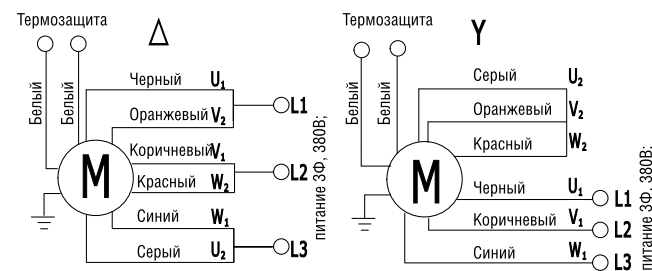 Термозащита
Δ
Белый
Белый
Черный U₁
Оранжевый V₂
Коричневый V₁
Красный W₂
Синий W₁
Серый U₂
M
L1
L2
L3
питание 3Ф, 380В;
Термозащита
Y
Белый
Белый
Серый U₂
Оранжевый V₂
Красный W₂
Черный U₁
Коричневый V₁
Синий W₁
M
L1
L2
L3
питание 3Ф, 380В: